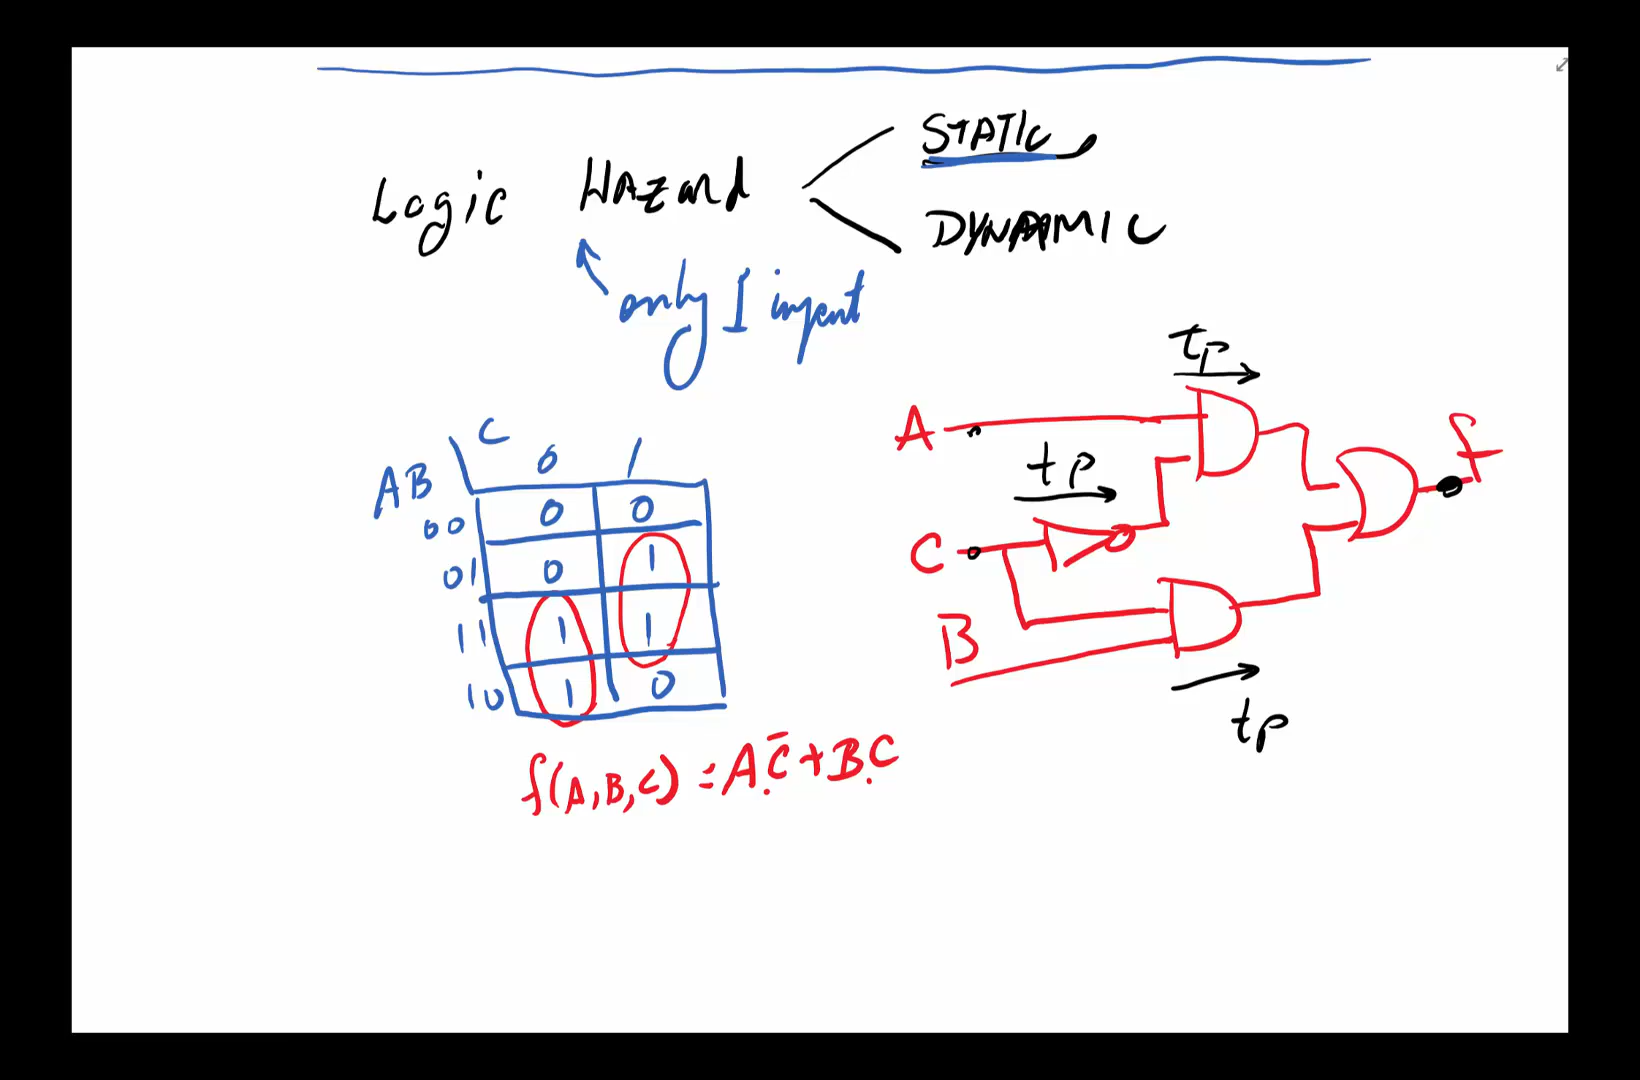 STATIC
Logic Hazard
DYNAMIC
only 1 input
tp
A
f
tp
C
B
tp
C
AB
0 1
00 0 0
01 0 1
11 1 1
10 1 0
f(A,B,C) = A.C̄ + B.C